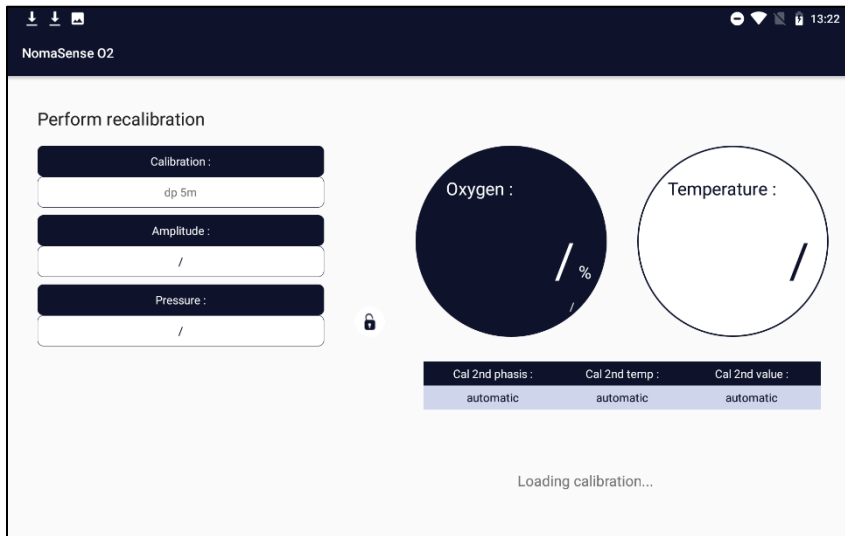 13:22
NomaSense O2
Perform recalibration
Calibration :
dp 5m
Amplitude :
/
Pressure :
/
Oxygen :
/ %
/
Temperature :
/
Cal 2nd phasis : Cal 2nd temp : Cal 2nd value :
automatic automatic automatic
Loading calibration...